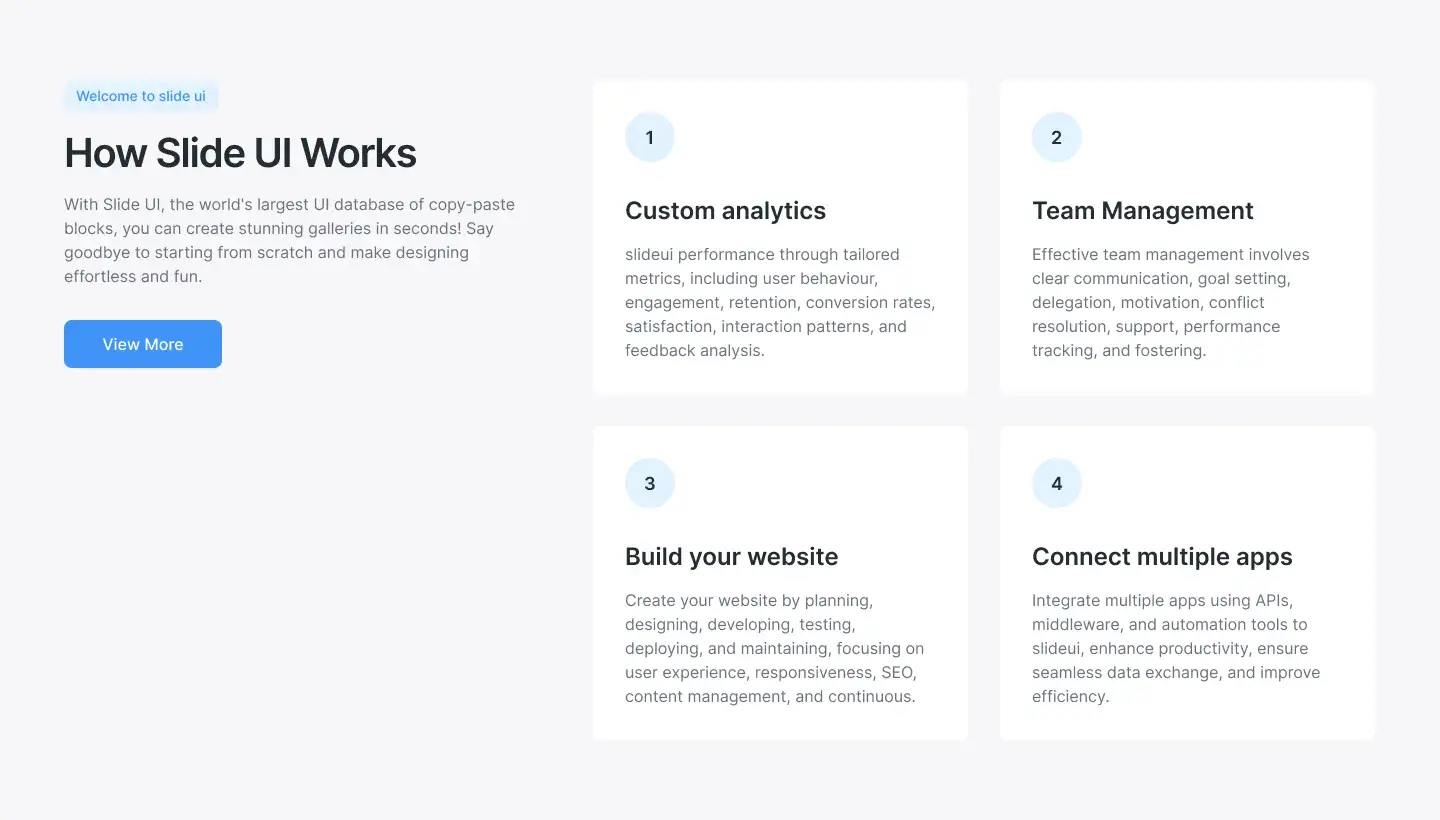 Welcome to slide ui
How Slide UI Works
With Slide UI, the world's largest UI database of copy-paste
blocks, you can create stunning galleries in seconds! Say
goodbye to starting from scratch and make designing
effortless and fun.
View More
1
Custom analytics
slideui performance through tailored
metrics, including user behaviour,
engagement, retention, conversion rates,
satisfaction, interaction patterns, and
feedback analysis.
2
Team Management
Effective team management involves
clear communication, goal setting,
delegation, motivation, conflict
resolution, support, performance
tracking, and fostering.
3
Build your website
Create your website by planning,
designing, developing, testing,
deploying, and maintaining, focusing on
user experience, responsiveness, SEO,
content management, and continuous.
4
Connect multiple apps
Integrate multiple apps using APIs,
middleware, and automation tools to
slideui, enhance productivity, ensure
seamless data exchange, and improve
efficiency.